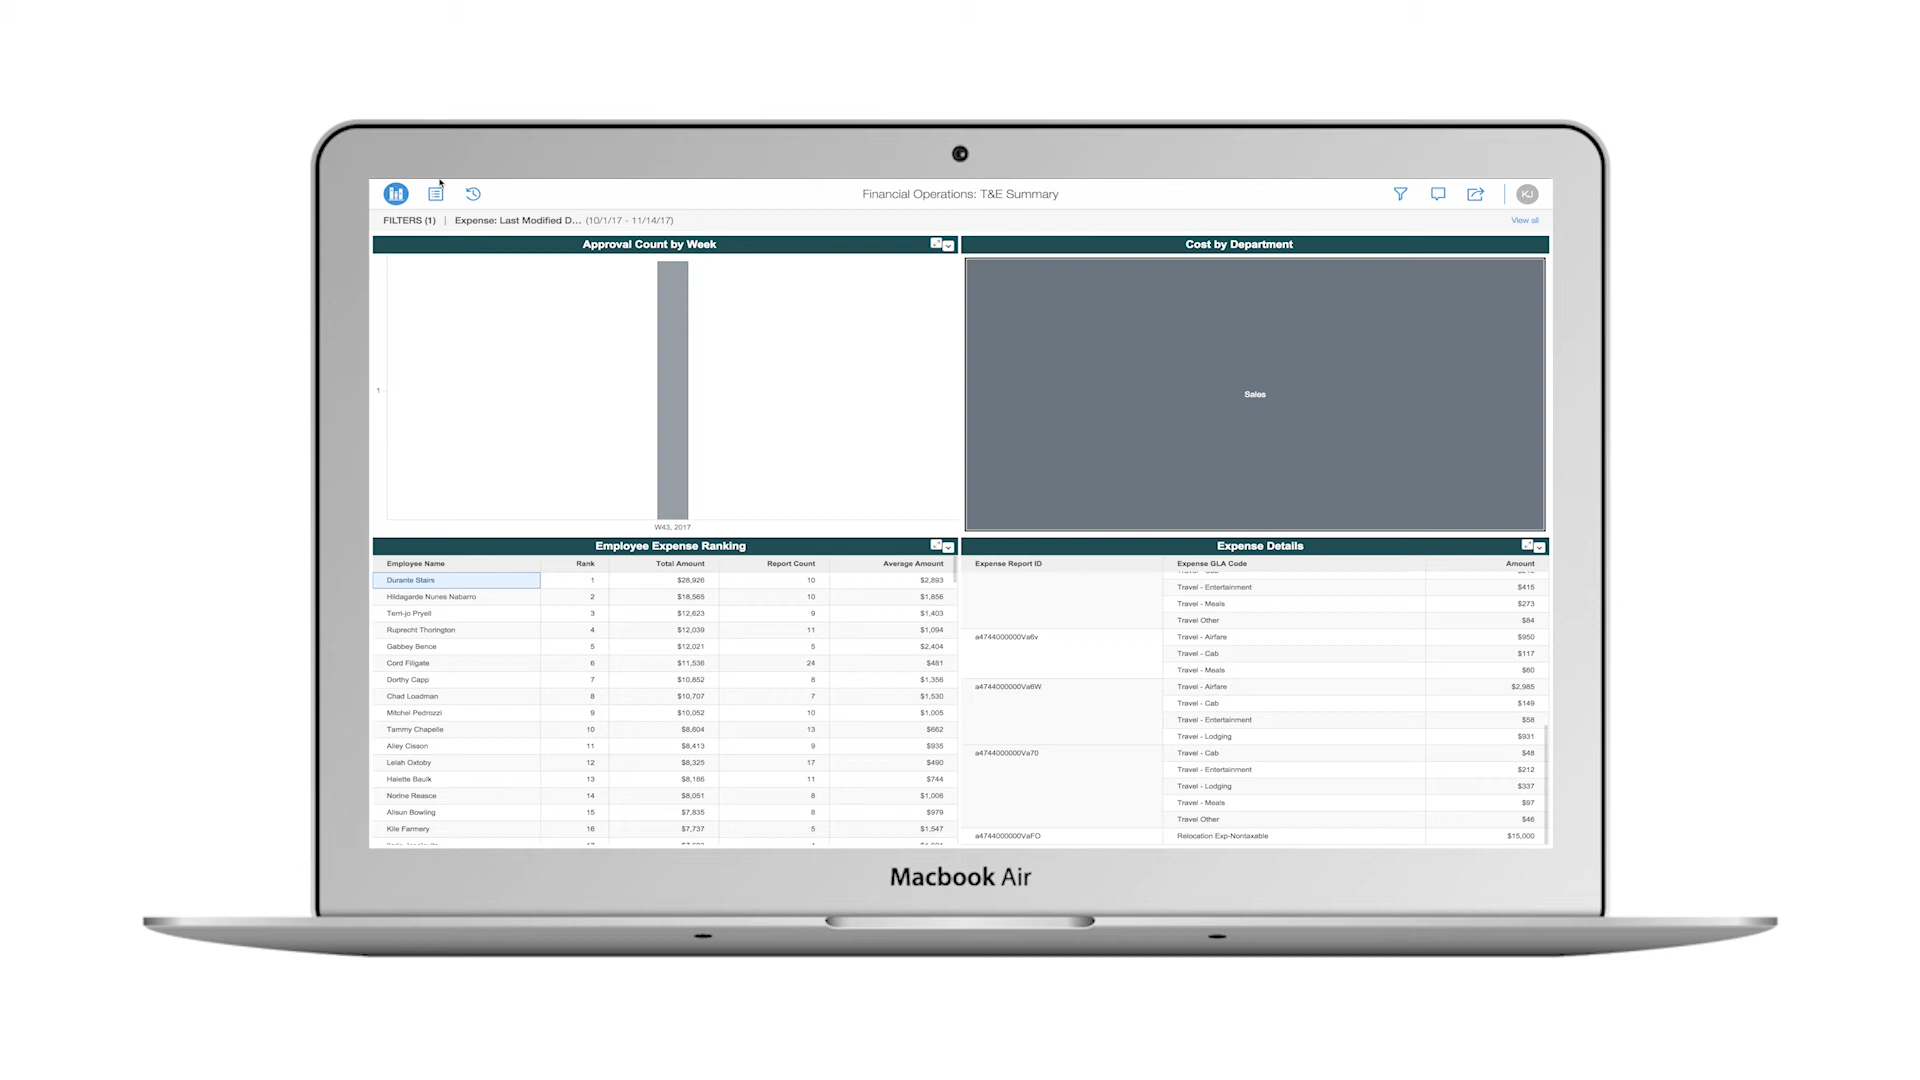 Financial Operations: T&E Summary
KJ
FILTERS (1) | Expense: Last Modified D... (10/1/17 - 11/14/17)
View all
Approval Count by Week
1
W43, 2017
Cost by Department
Sales
Employee Expense Ranking
Employee Name Rank Total Amount Report Count Average Amount
Durante Stairs 1 $28,926 10 $2,893
Hildagarde Nunes Nabarro 2 $18,565 10 $1,856
Terri-jo Pryell 3 $12,623 9 $1,403
Ruprecht Thorington 4 $12,039 11 $1,094
Gabbey Bence 5 $12,021 5 $2,404
Cord Fillgate 6 $11,536 24 $481
Dorthy Capp 7 $10,852 8 $1,356
Chad Loadman 8 $10,707 7 $1,530
Mitchel Pedrozzi 9 $10,052 10 $1,005
Tammy Chapelle 10 $8,604 13 $662
Alley Cisson 11 $8,413 9 $935
Lelah Oxtoby 12 $8,325 17 $490
Halette Baulk 13 $8,186 11 $744
Norine Reasce 14 $8,051 8 $1,006
Alisun Bowling 15 $7,835 8 $979
Kile Farmery 16 $7,737 5 $1,547
Expense Details
Expense Report ID Expense GLA Code Amount
Travel - Entertainment $415
Travel - Meals $273
Travel Other $84
a4744000000Va6v Travel - Airfare $950
Travel - Cab $117
Travel - Meals $60
a4744000000Va6W Travel - Airfare $2,985
Travel - Cab $149
Travel - Entertainment $58
Travel - Lodging $931
a4744000000Va70 Travel - Cab $48
Travel - Entertainment $212
Travel - Lodging $337
Travel - Meals $97
Travel Other $46
a4744000000VaFO Relocation Exp-Nontaxable $15,000
Macbook Air